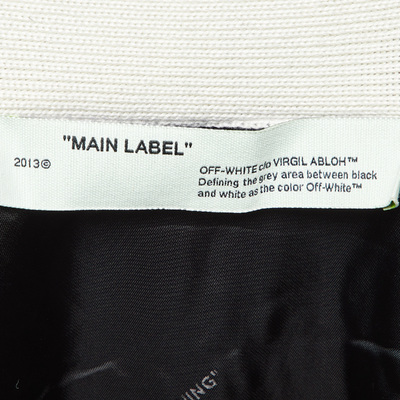 "MAIN LABEL"
2013©
OFF-WHITE c/o VIRGIL ABLOH™
Defining the grey area between black
and white as the color Off-White™